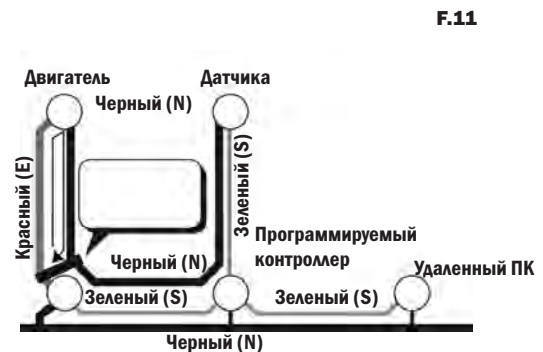 F.11
Двигатель
Датчика
Черный (N)
Красный (E)
Зеленый (S)
Программируемый
контроллер
Черный (N)
Удаленный ПК
Зеленый (S)
Зеленый (S)
Черный (N)